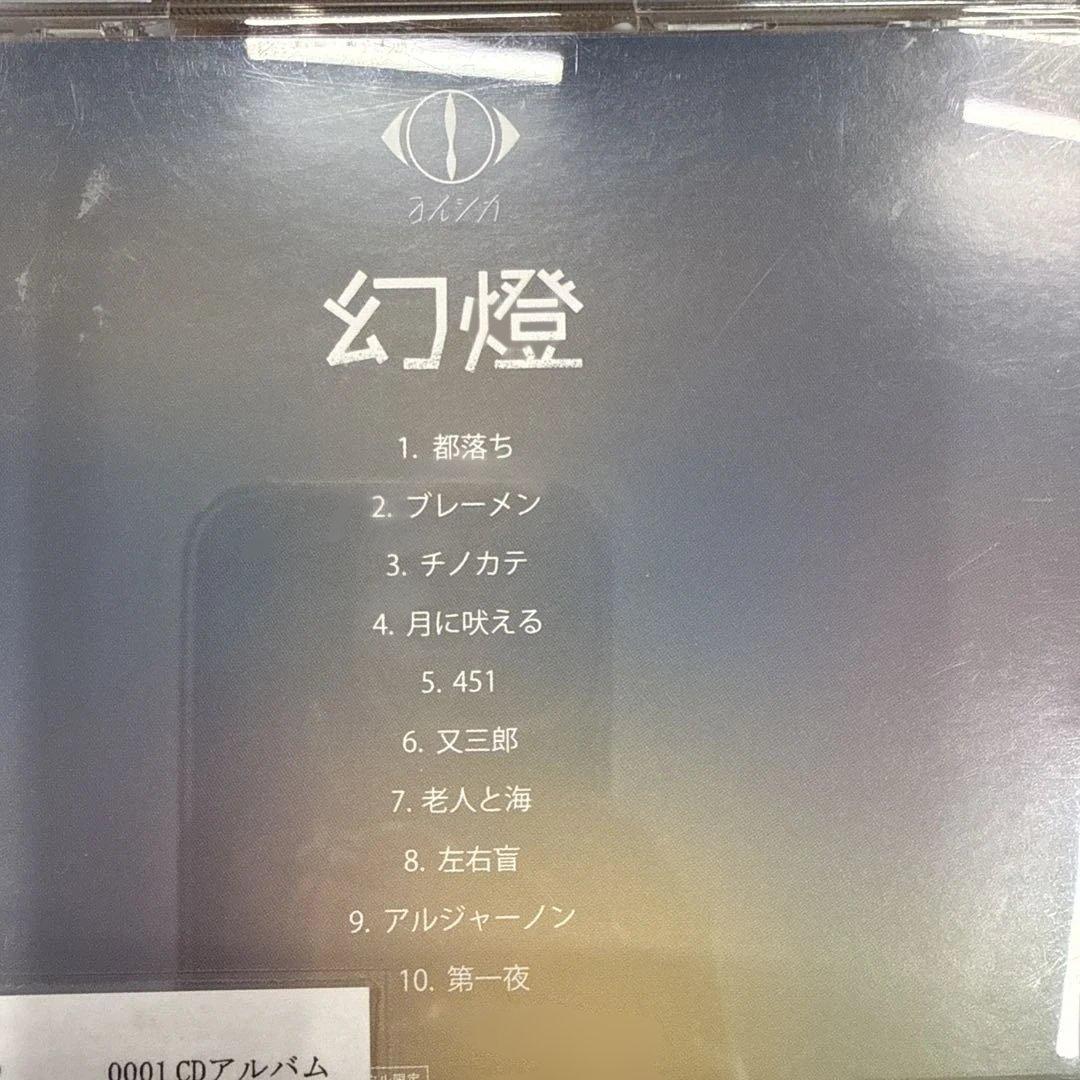 ヨルシカ
幻燈
1. 都落ち
2. ブレーメン
3. チノカテ
4. 月に吠える
5. 451
6. 又三郎
7. 老人と海
8. 左右盲
9. アルジャーノン
10. 第一夜
0001 CDアルバム